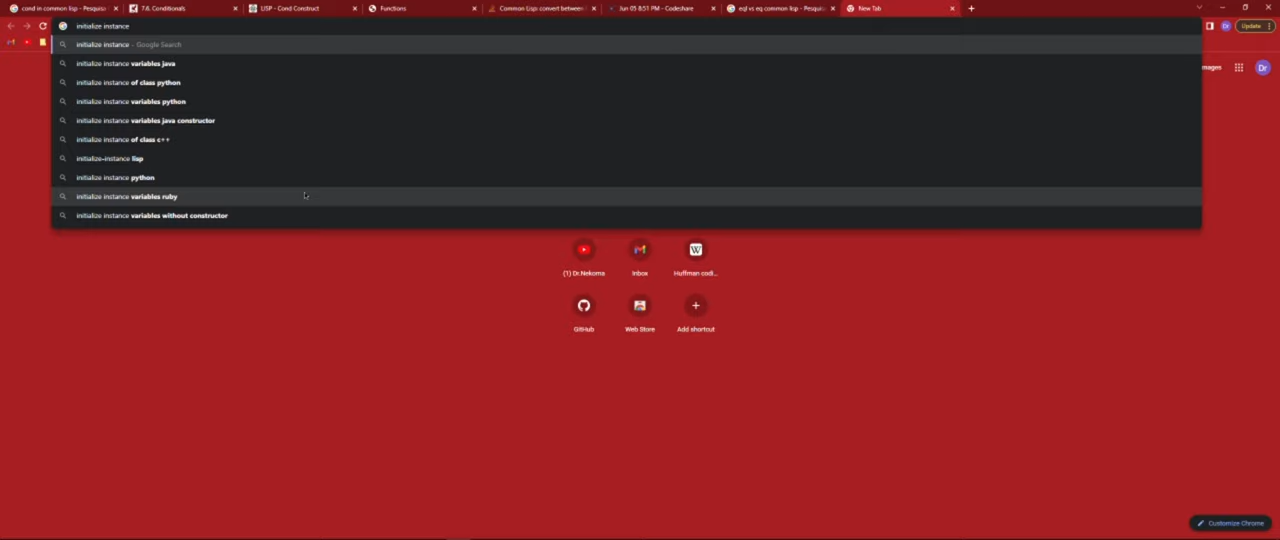 cond in common lisp - Pesquisa
7.6. Conditionals
LISP - Cond Construct
Functions
Common Lisp: convert between
Jun 05 8:51 PM - Codeshare
eql vs eq common lisp - Pesquisa
New Tab
initialize instance
Update
initialize instance - Google Search
initialize instance variables java
mages
Dr
initialize instance of class python
initialize instance variables python
initialize instance variables java constructor
initialize instance of class c++
initialize-instance lisp
initialize instance python
initialize instance variables ruby
initialize instance variables without constructor
W
(1) Dr.Nekoma
Inbox
Huffman codi...
GitHub
Web Store
Add shortcut
Customize Chrome